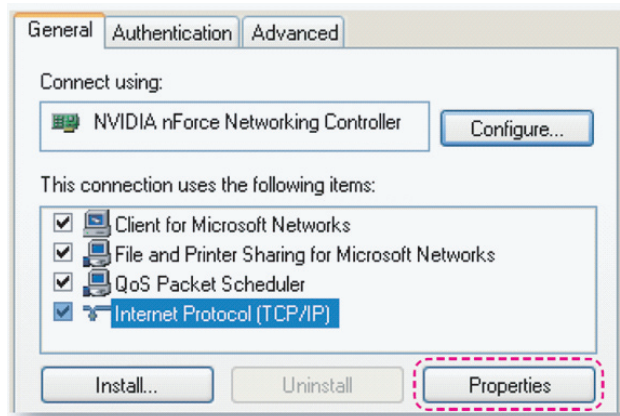 General Authentication Advanced
Connect using:
NVIDIA nForce Networking Controller
Configure...
This connection uses the following items:
Client for Microsoft Networks
File and Printer Sharing for Microsoft Networks
QoS Packet Scheduler
Internet Protocol (TCP/IP)
Install... Uninstall Properties